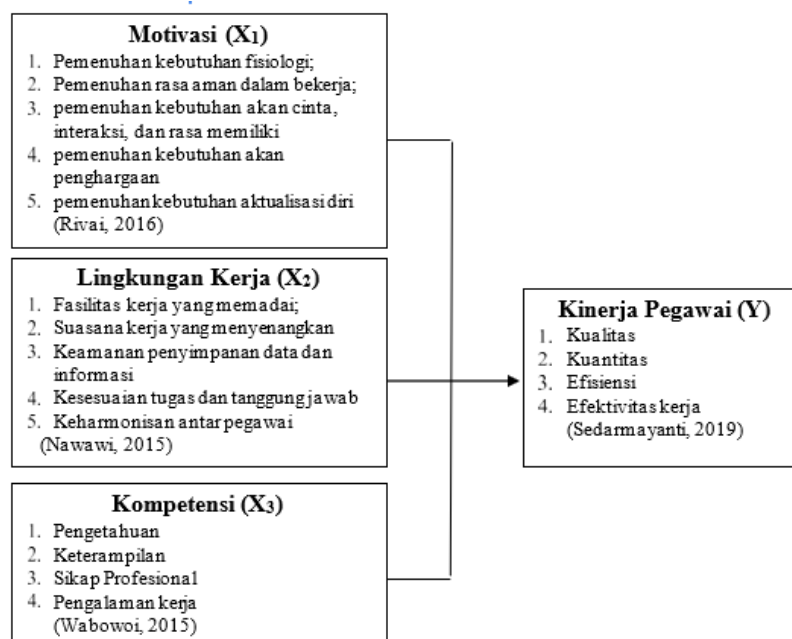 Motivasi (X₁)
1. Pemenuhan kebutuhan fisiologi;
2. Pemenuhan rasa aman dalam bekerja;
3. pemenuhan kebutuhan akan cinta,
interaksi, dan rasa memiliki
4. pemenuhan kebutuhan akan
penghargaan
5. pemenuhan kebutuhan aktualisasi diri
(Rivai, 2016)
Lingkungan Kerja (X₂)
1. Fasilitas kerja yang memadai;
2. Suasana kerja yang menyenangkan
3. Keamanan penyimpanan data dan
informasi
4. Kesesuaian tugas dan tanggung jawab
5. Keharmonisan antar pegawai
(Nawawi, 2015)
Kompetensi (X₃)
1. Pengetahuan
2. Keterampilan
3. Sikap Profesional
4. Pengalaman kerja
(Wabowoi, 2015)
Kinerja Pegawai (Y)
1. Kualitas
2. Kuantitas
3. Efisiensi
4. Efektivitas kerja
(Sedarmayanti, 2019)